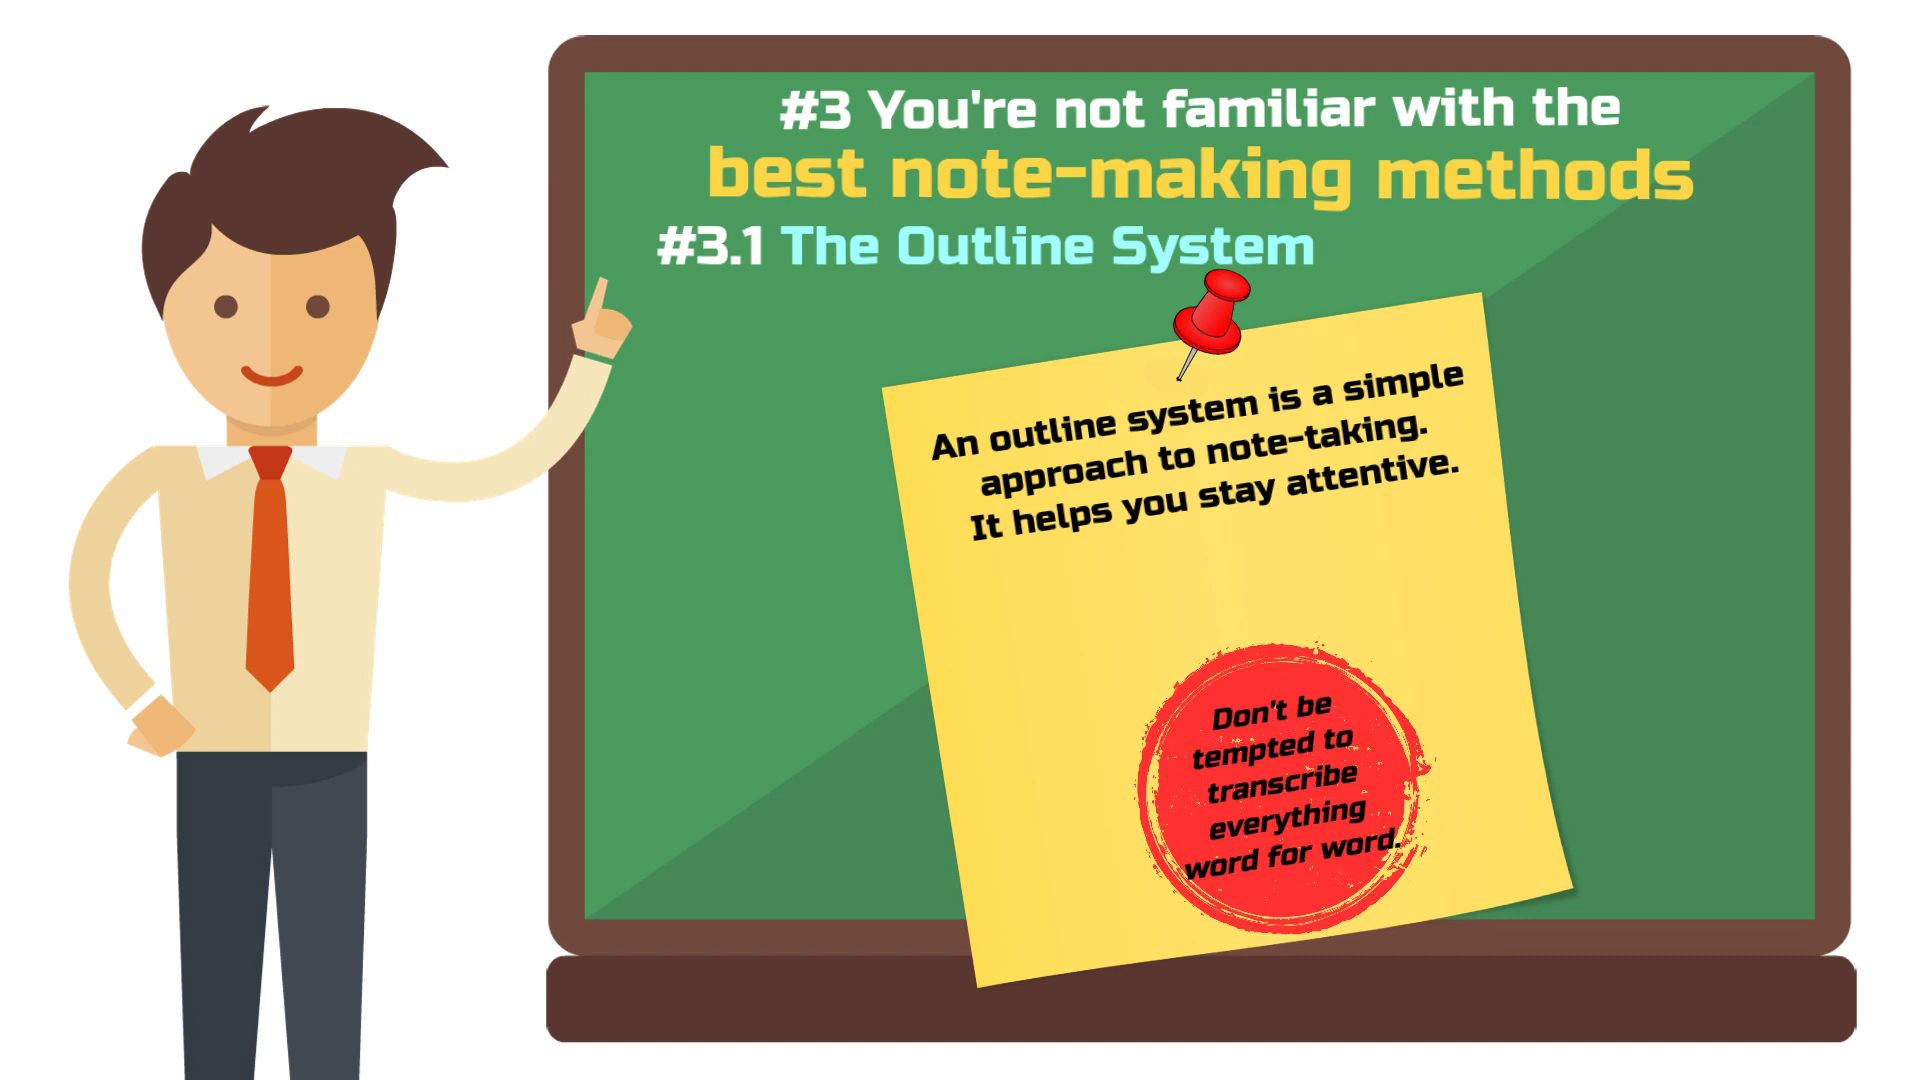 #3 You're not familiar with the
best note-making methods
#3.1 The Outline System
An outline system is a simple
approach to note-taking.
It helps you stay attentive.
Don't be
tempted to
transcribe
everything
word for word.